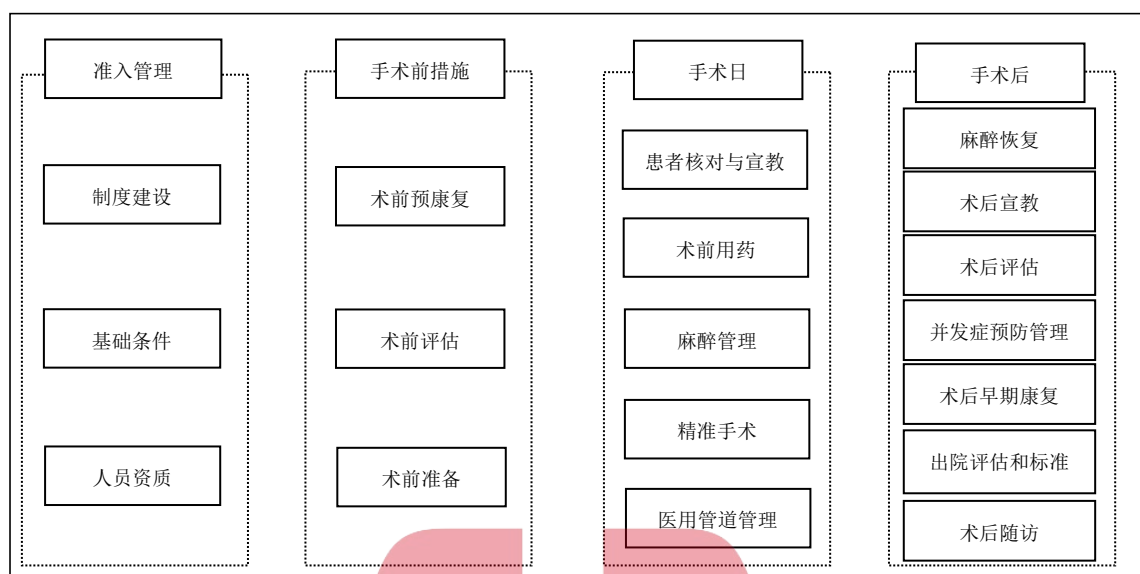 准入管理
制度建设
基础条件
人员资质
手术前措施
术前预康复
术前评估
术前准备
手术日
患者核对与宣教
术前用药
麻醉管理
精准手术
医用管道管理
手术后
麻醉恢复
术后宣教
术后评估
并发症预防管理
术后早期康复
出院评估和标准
术后随访